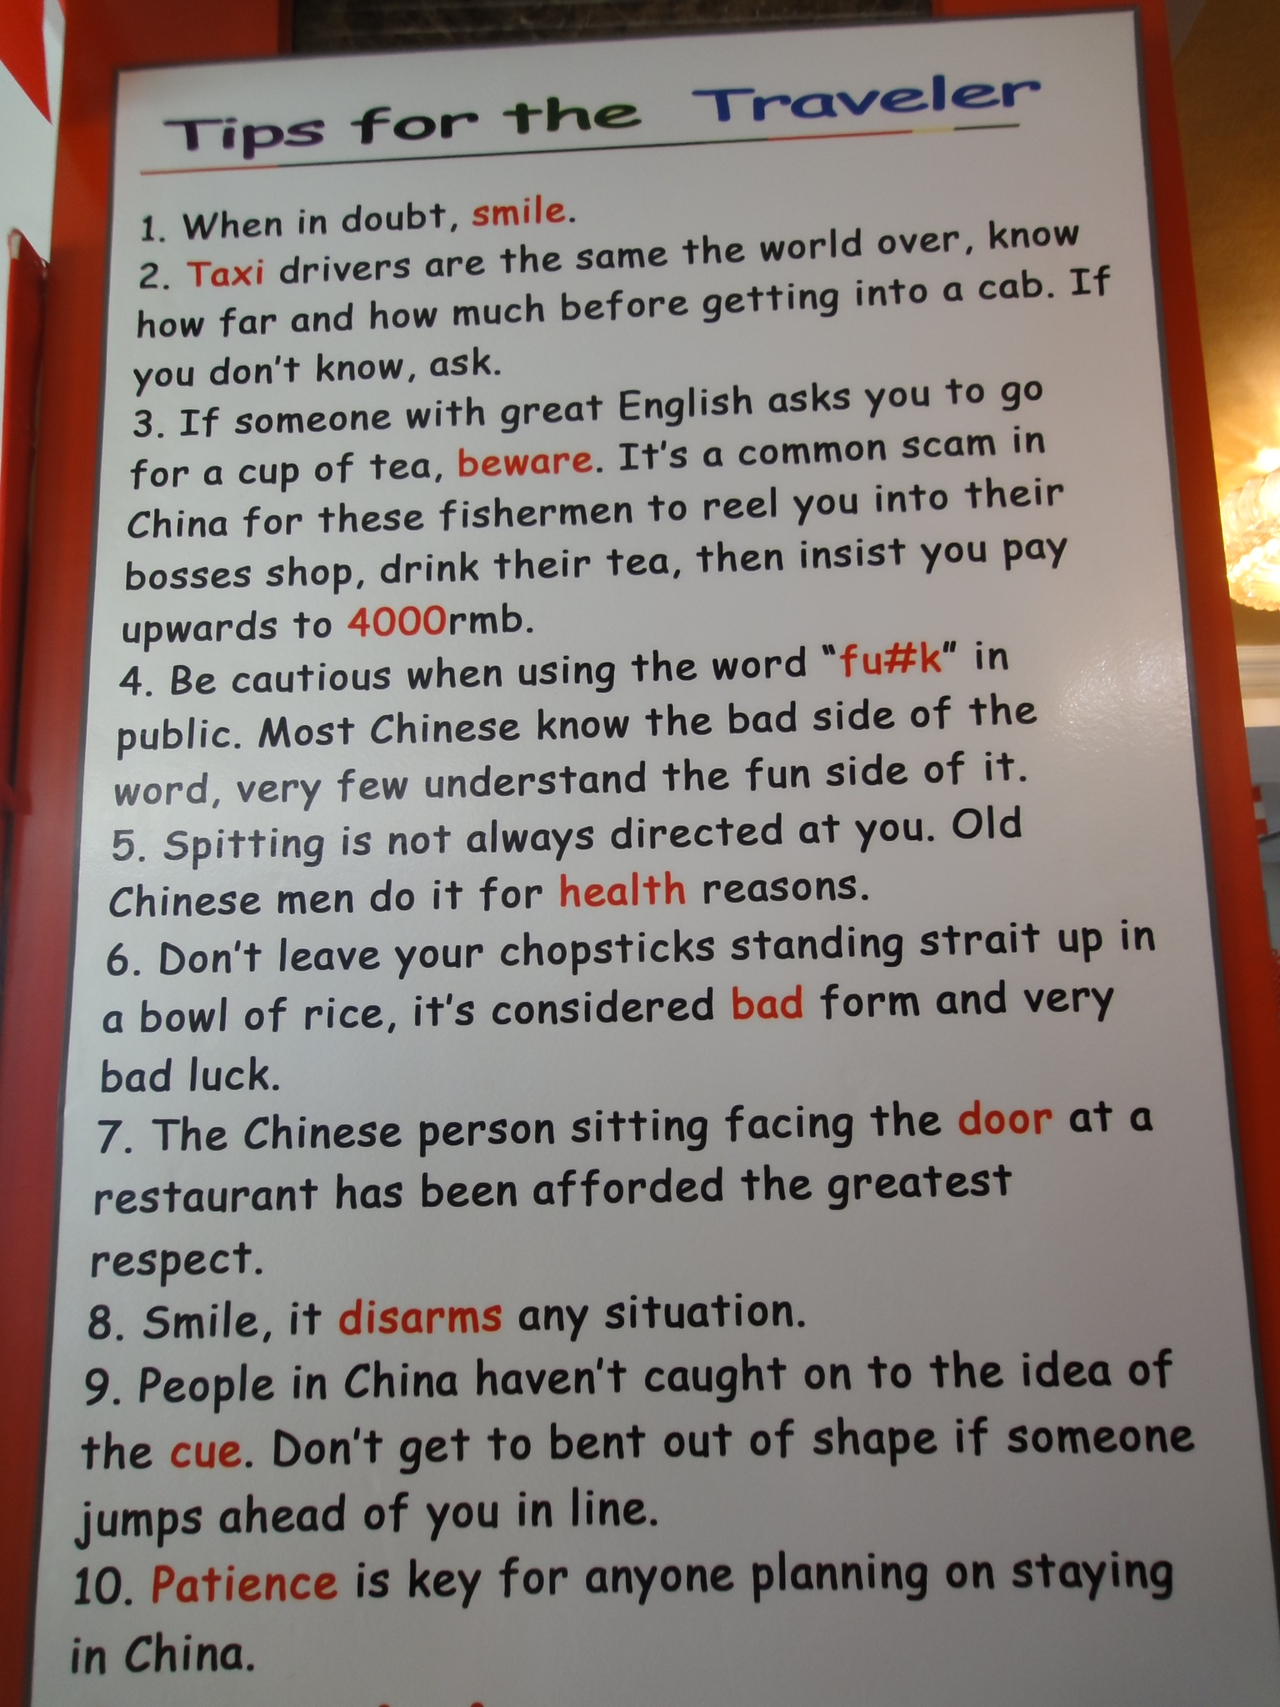 Tips for the Traveler
1. When in doubt, smile.
2. Taxi drivers are the same the world over, know
how far and how much before getting into a cab. If
you don't know, ask.
3. If someone with great English asks you to go
for a cup of tea, beware. It's a common scam in
China for these fishermen to reel you into their
bosses shop, drink their tea, then insist you pay
upwards to 4000rmb.
4. Be cautious when using the word "fu#k" in
public. Most Chinese know the bad side of the
word, very few understand the fun side of it.
5. Spitting is not always directed at you. Old
Chinese men do it for health reasons.
6. Don't leave your chopsticks standing strait up in
a bowl of rice, it's considered bad form and very
bad luck.
7. The Chinese person sitting facing the door at a
restaurant has been afforded the greatest
respect.
8. Smile, it disarms any situation.
9. People in China haven't caught on to the idea of
the cue. Don't get to bent out of shape if someone
jumps ahead of you in line.
10. Patience is key for anyone planning on staying
in China.